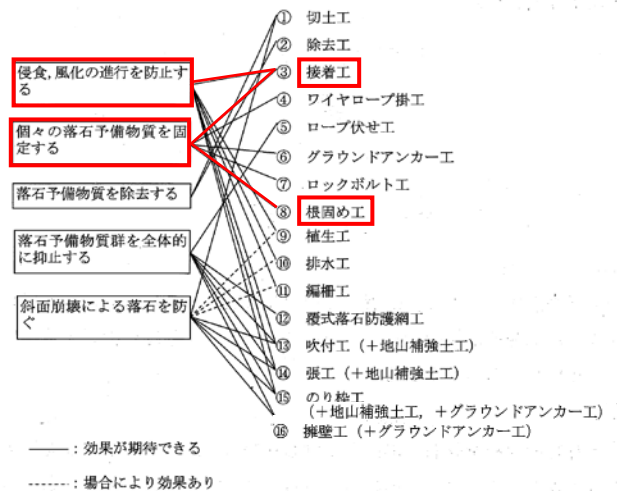 ① 切土工
② 除去工
侵食,風化の進行を防止す
る
③ 接着工
④ ワイヤロープ掛工
個々の落石予備物質を固
定する
⑤ ロープ伏せ工
⑥ グラウンドアンカー工
⑦ ロックボルト工
落石予備物質を除去する
⑧ 根固め工
⑨ 植生工
落石予備物質群を全体的
に抑止する
⑩ 排水工
⑪ 編柵工
斜面崩壊による落石を防
ぐ
⑫ 覆式落石防護網工
⑬ 吹付工(+地山補強土工)
⑭ 張工(+地山補強土工)
⑮ のり枠工
(+地山補強土工, +グラウンドアンカー工)
⑯ 擁壁工(+グラウンドアンカー工)
――:効果が期待できる
-------:場合により効果あり